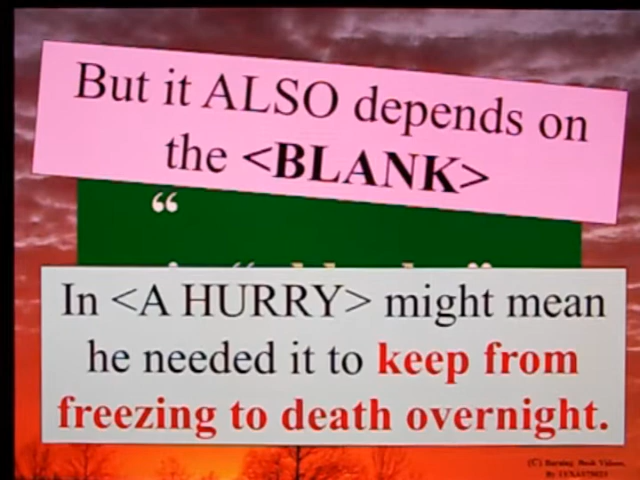 But it ALSO depends on
the <BLANK>
“
In <A HURRY> might mean
he needed it to keep from
freezing to death overnight.